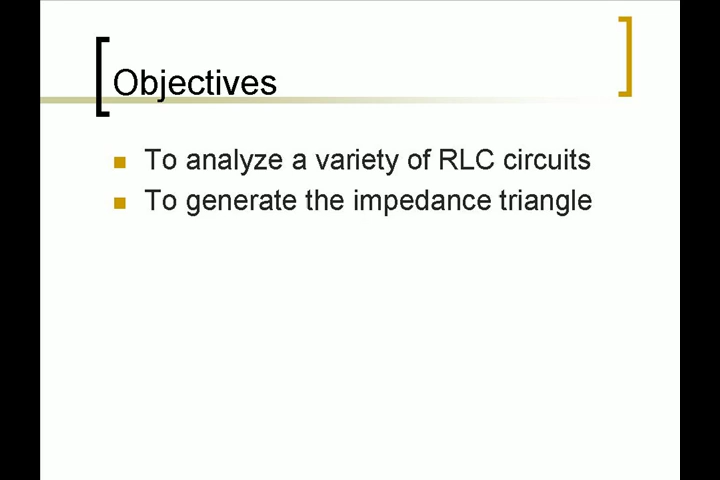 Objectives
To analyze a variety of RLC circuits
To generate the impedance triangle